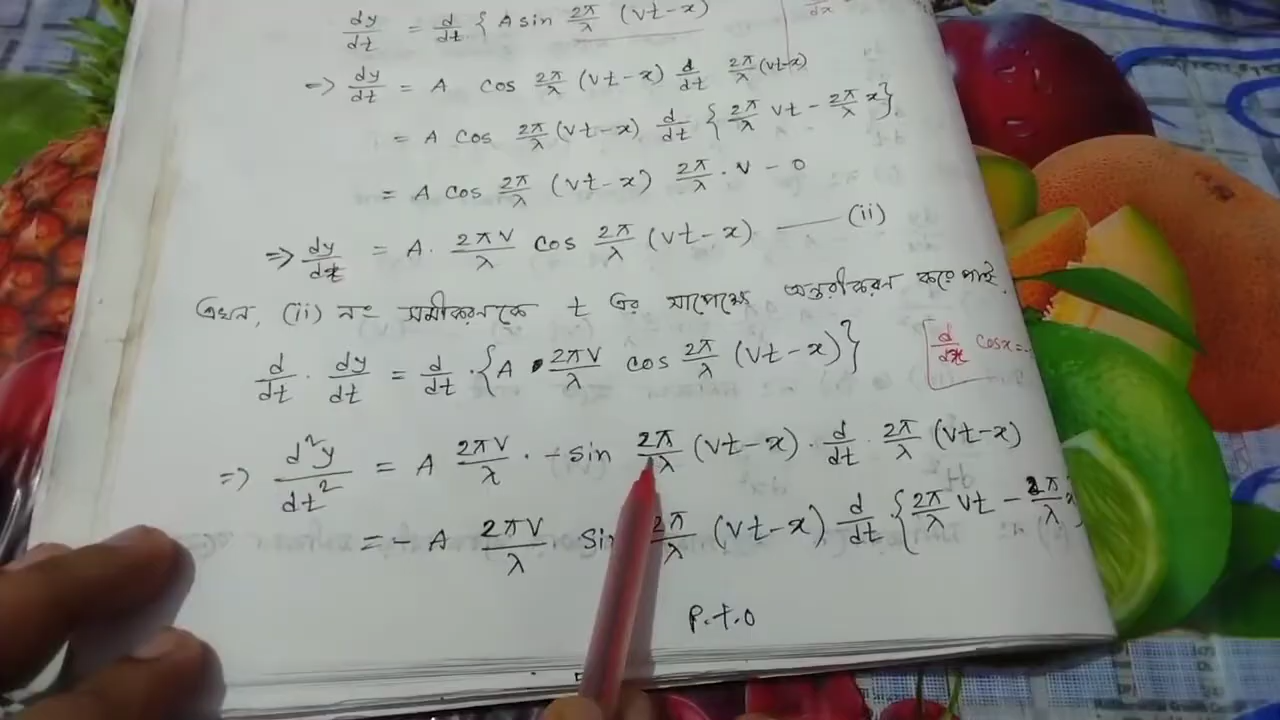 dy/dt = d/dt { A sin 2π/λ (vt-x)
⇒ dy/dt = A cos 2π/λ (vt-x) d/dt 2π/λ (vt-x)
= A cos 2π/λ (vt-x) d/dt { 2π/λ vt - 2π/λ x}
= A cos 2π/λ (vt-x) 2π/λ . v - 0
⇒ dy/dt = A. 2πv/λ cos 2π/λ (vt-x) —— (ii)
এখন, (ii) নং সমীকরণকে t এর সাপেক্ষে অন্তরীকরণ করে পাই,
d/dt . dy/dt = d/dt . {A . 2πv/λ cos 2π/λ (vt-x)}
[d/dx cosx = -
⇒ d²y/dt² = A 2πv/λ . -sin 2π/λ (vt-x) . d/dt . 2π/λ (vt-x)
= - A 2πv/λ Sin 2π/λ (vt-x) d/dt {2π/λ vt - 2π/λ x}
P.t.o